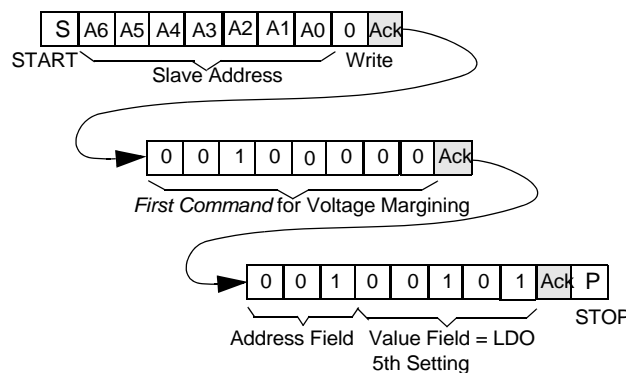 S A6 A5 A4 A3 A2 A1 A0 0 Ack
START Slave Address Write
0 0 1 0 0 0 0 0 Ack
First Command for Voltage Margining
0 0 1 0 0 1 0 1 Ack P
STOP
Address Field Value Field = LDO
5th Setting